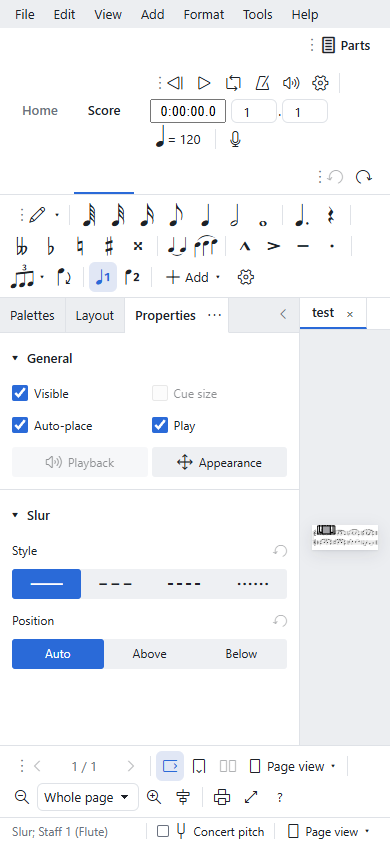 File Edit View Add Format Tools Help
Parts
Home Score
0:00:00.0 1 . 1
= 120
3
1 2 Add
Palettes Layout Properties ··· test ×
General
Visible Cue size
Auto-place Play
Playback Appearance
Slur
Style
Position
Auto Above Below
1 / 1 Page view
Whole page ?
Slur; Staff 1 (Flute) Concert pitch Page view